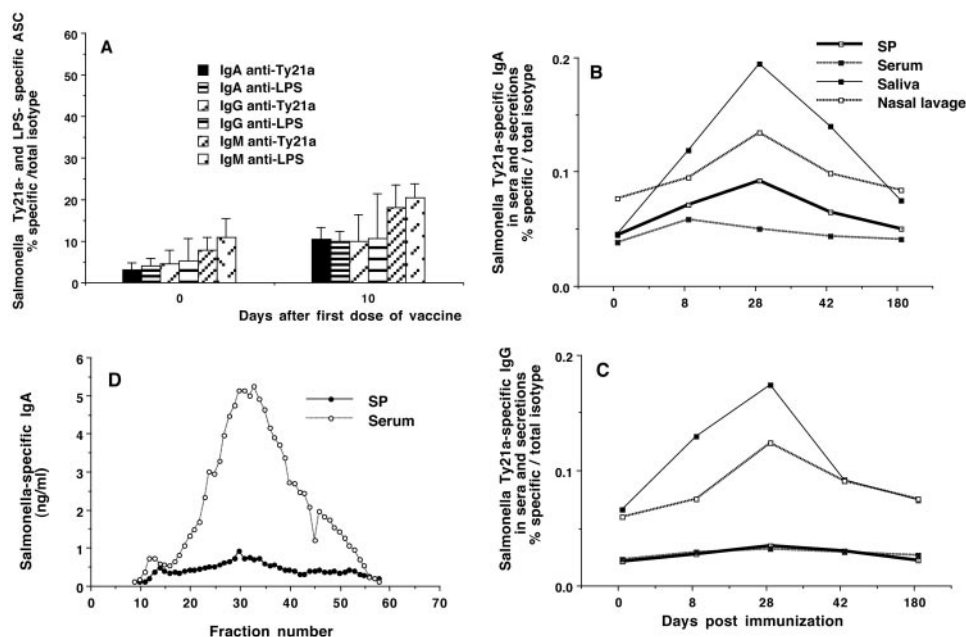 A
Salmonella Ty21a- and LPS- specific ASC
% specific /total isotype
60
50
40
30
20
10
0
IgA anti-Ty21a
IgA anti-LPS
IgG anti-Ty21a
IgG anti-LPS
IgM anti-Ty21a
IgM anti-LPS
0
10
Days after first dose of vaccine
B
Salmonella Ty21a-specific IgA
in sera and secretions
% specific / total isotype
0.2
0.1
0.0
SP
Serum
Saliva
Nasal lavage
0
8
28
42
180
D
Salmonella-specific IgA
(ng/ml)
6
5
4
3
2
1
0
SP
Serum
0
10
20
30
40
50
60
70
Fraction number
C
Salmonella Ty21a-specific IgG
in sera and secretions
% specific / total isotype
0.2
0.1
0.0
0
8
28
42
180
Days post immunization